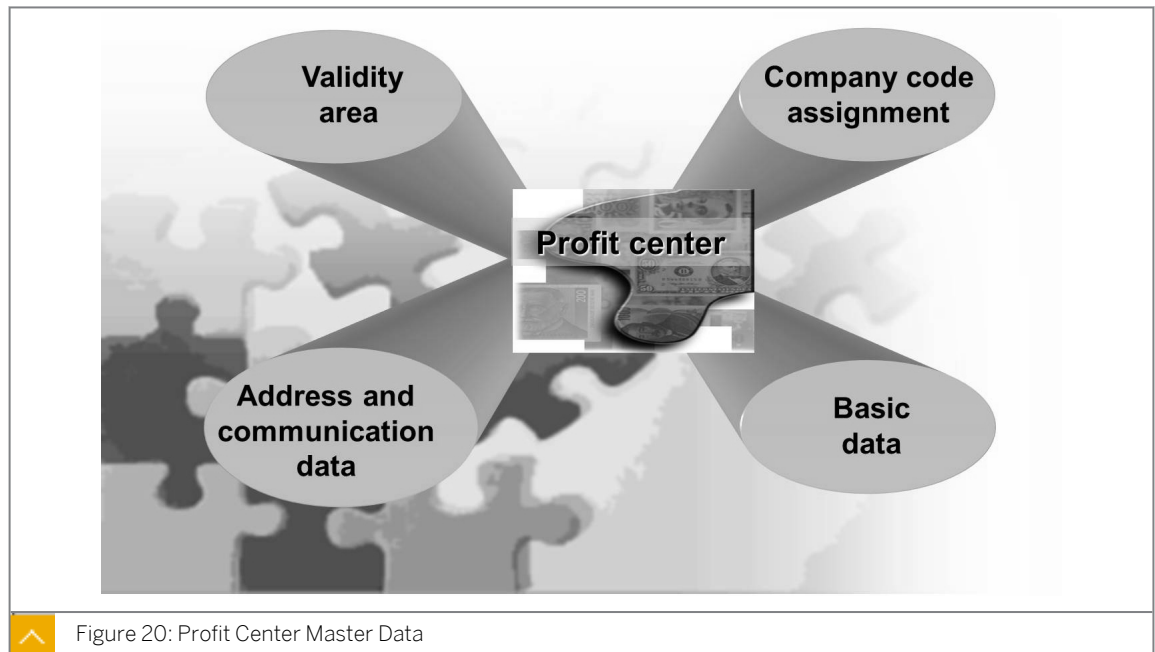 Validity
area
Company code
assignment
Profit center
Address and
communication
data
Basic
data
Figure 20: Profit Center Master Data